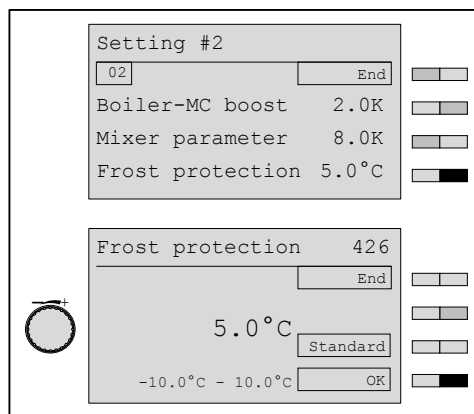 Setting #2
02 End
Boiler-MC boost 2.0K
Mixer parameter 8.0K
Frost protection 5.0°C
Frost protection 426
End
5.0°C
Standard
-10.0°C - 10.0°C OK